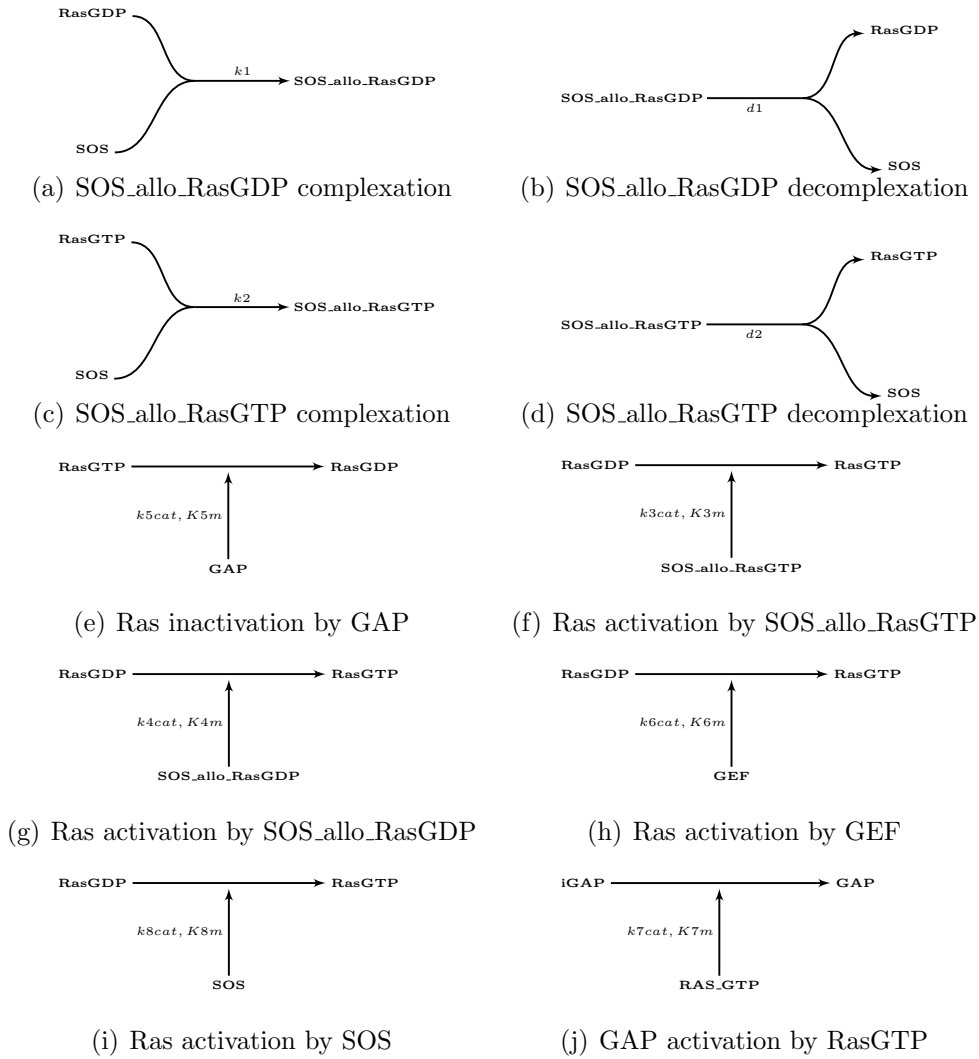 RasGDP
k1
SOS_allo_RasGDP
SOS
(a) SOS_allo_RasGDP complexation
RasGDP
SOS_allo_RasGDP
d1
SOS
(b) SOS_allo_RasGDP decomplexation
RasGTP
k2
SOS_allo_RasGTP
SOS
(c) SOS_allo_RasGTP complexation
RasGTP
SOS_allo_RasGTP
d2
SOS
(d) SOS_allo_RasGTP decomplexation
RasGTP
RasGDP
k5cat, K5m
GAP
(e) Ras inactivation by GAP
RasGDP
RasGTP
k3cat, K3m
SOS_allo_RasGTP
(f) Ras activation by SOS_allo_RasGTP
RasGDP
RasGTP
k4cat, K4m
SOS_allo_RasGDP
(g) Ras activation by SOS_allo_RasGDP
RasGDP
RasGTP
k6cat, K6m
GEF
(h) Ras activation by GEF
RasGDP
RasGTP
k8cat, K8m
SOS
(i) Ras activation by SOS
iGAP
GAP
k7cat, K7m
RAS_GTP
(j) GAP activation by RasGTP